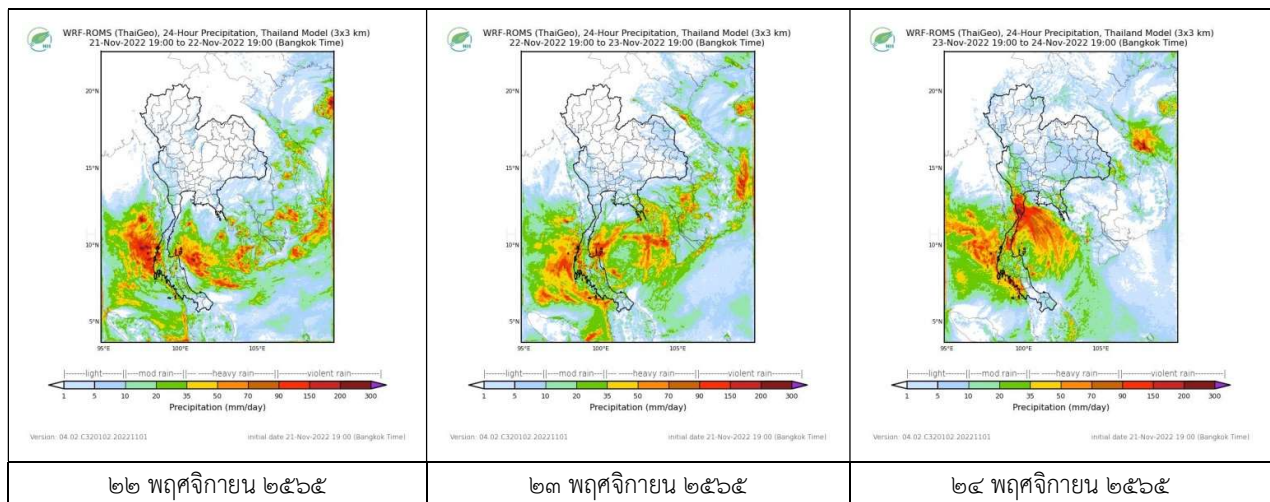 WRF-ROMS (ThaiGeo), 24-Hour Precipitation, Thailand Model (3x3 km)
21-Nov-2022 19:00 to 22-Nov-2022 19:00 (Bangkok Time)
20°N
15°N
10°N
5°N
95°E 100°E 105°E
|-------light-------||----mod rain---||--- -----heavy rain----||--------violent rain---------|
1 5 10 20 35 50 70 90 150 200 300
Precipitation (mm/day)
Version: 04.02.C320102.20221101 initial date 21-Nov-2022 19:00 (Bangkok Time)
๒๒ พฤศจิกายน ๒๕๖๕
WRF-ROMS (ThaiGeo), 24-Hour Precipitation, Thailand Model (3x3 km)
22-Nov-2022 19:00 to 23-Nov-2022 19:00 (Bangkok Time)
20°N
15°N
10°N
5°N
95°E 100°E 105°E
|-------light-------||----mod rain---||--- -----heavy rain----||--------violent rain---------|
1 5 10 20 35 50 70 90 150 200 300
Precipitation (mm/day)
Version: 04.02.C320102.20221101 initial date 21-Nov-2022 19:00 (Bangkok Time)
๒๓ พฤศจิกายน ๒๕๖๕
WRF-ROMS (ThaiGeo), 24-Hour Precipitation, Thailand Model (3x3 km)
23-Nov-2022 19:00 to 24-Nov-2022 19:00 (Bangkok Time)
20°N
15°N
10°N
5°N
95°E 100°E 105°E
|-------light-------||----mod rain---||--- -----heavy rain----||--------violent rain---------|
1 5 10 20 35 50 70 90 150 200 300
Precipitation (mm/day)
Version: 04.02.C320102.20221101 initial date 21-Nov-2022 19:00 (Bangkok Time)
๒๔ พฤศจิกายน ๒๕๖๕